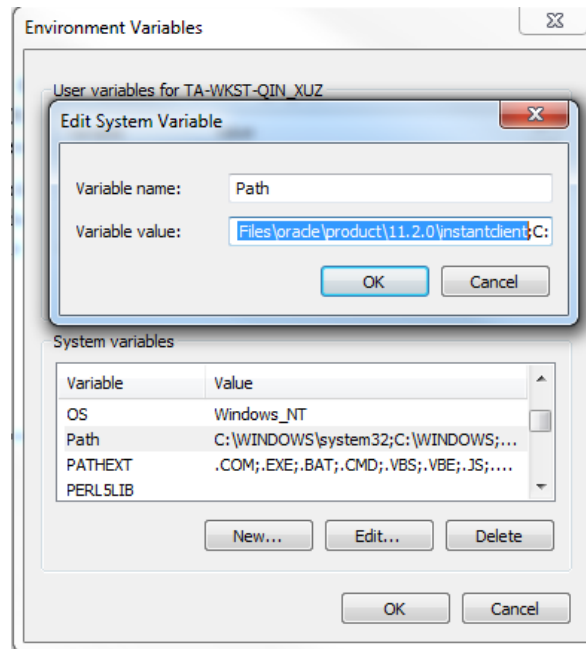 Environment Variables
User variables for TA-WKST-QIN_XUZ
Edit System Variable
Variable name: Path
Variable value: Files\oracle\product\11.2.0\instantclient;C:
OK Cancel
System variables
Variable Value
OS Windows_NT
Path C:\WINDOWS\system32;C:\WINDOWS;...
PATHEXT .COM;.EXE;.BAT;.CMD;.VBS;.VBE;.JS;....
PERL5LIB
New... Edit... Delete
OK Cancel